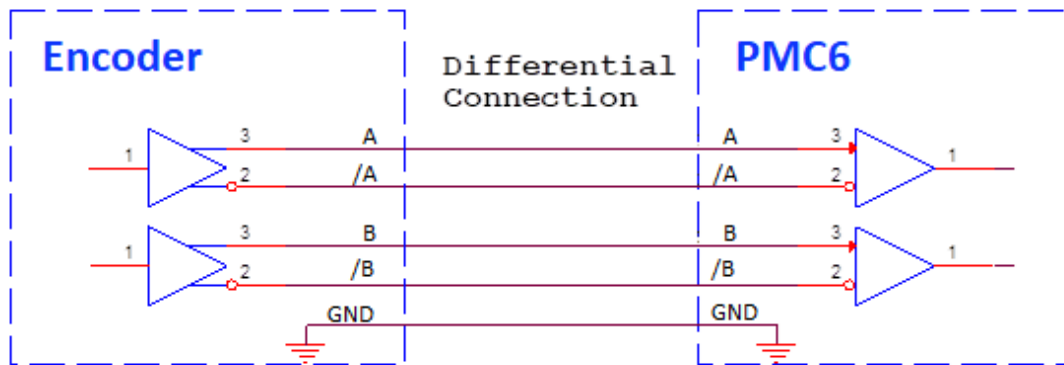 Encoder
Differential
Connection
PMC6
1 3 A A 3 1
2 /A /A 2
1 3 B B 3 1
2 /B /B 2
GND GND